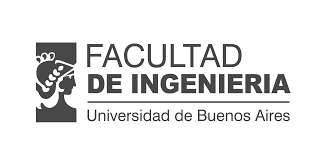 FACULTAD
DE INGENIERIA
Universidad de Buenos Aires